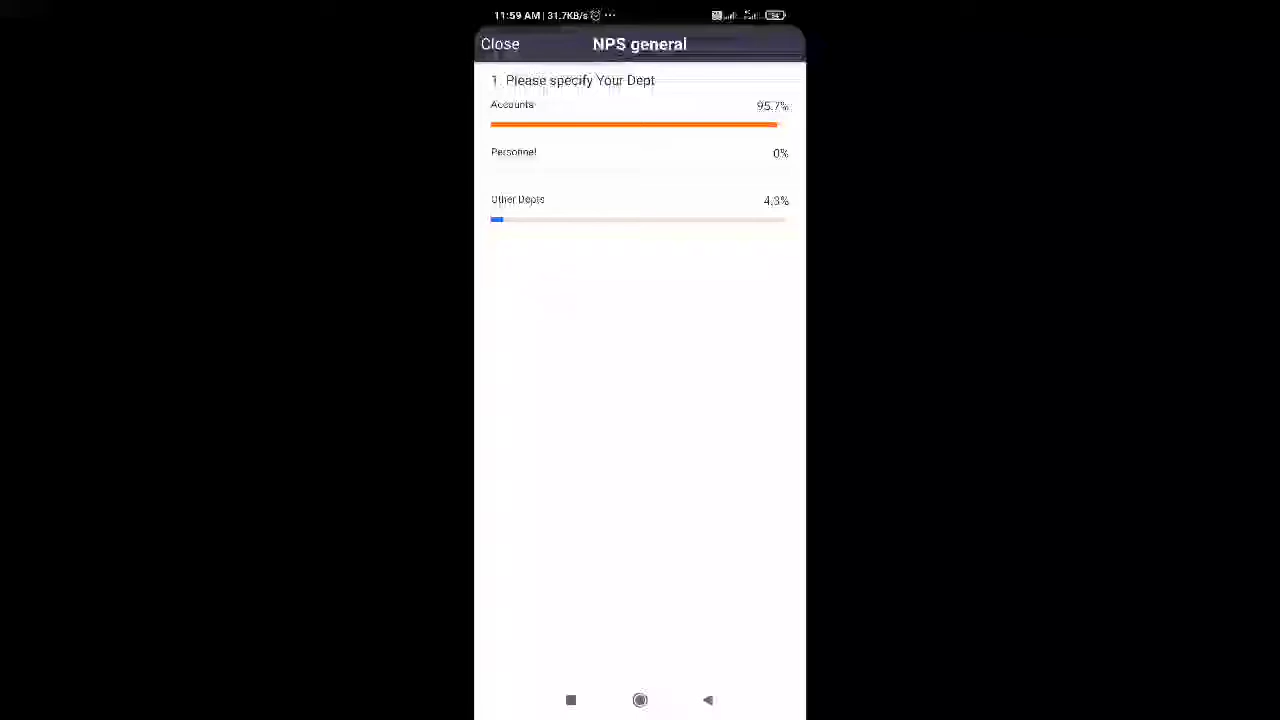 11:59 AM | 31.7KB/s ...
Close NPS general
1. Please specify Your Dept
Accounts 95.7%
Personnel 0%
Other Depts 4.3%